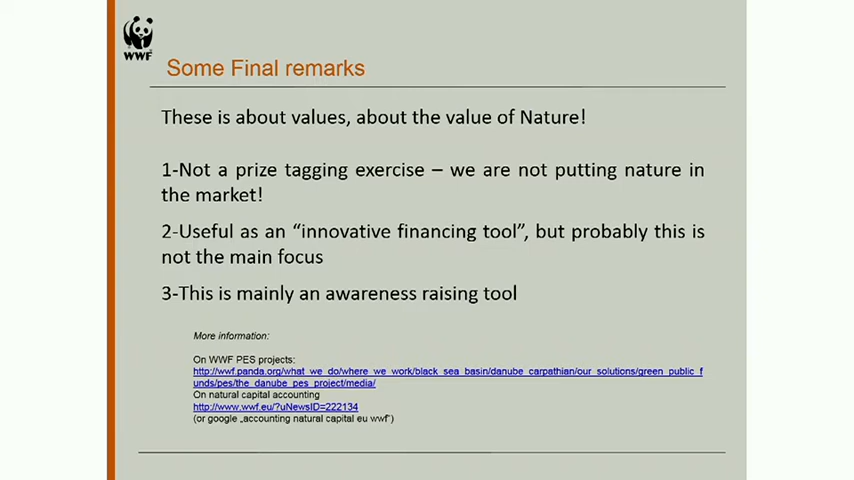 WWF
Some Final remarks
These is about values, about the value of Nature!
1-Not a prize tagging exercise – we are not putting nature in
the market!
2-Useful as an “innovative financing tool”, but probably this is
not the main focus
3-This is mainly an awareness raising tool
More information:
On WWF PES projects:
http://wwf.panda.org/what_we_do/where_we_work/black_sea_basin/danube_carpathian/our_solutions/green_public_f
unds/pes/the_danube_pes_project/media/
On natural capital accounting
http://www.wwf.eu/?uNewsID=222134
(or google „accounting natural capital eu wwf”)